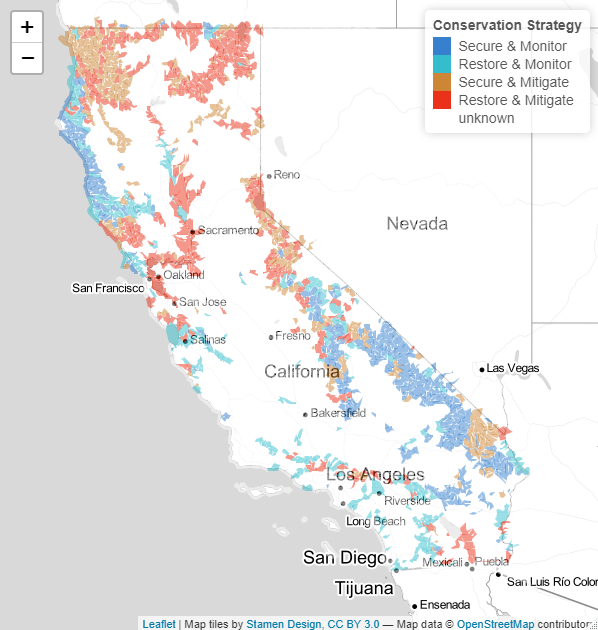 +
−
Conservation Strategy
Secure & Monitor
Restore & Monitor
Secure & Mitigate
Restore & Mitigate
unknown
Reno
Nevada
Sacramento
Oakland
San Francisco
San Jose
Salinas
Fresno
Las Vegas
California
Bakersfield
Los Angeles
Riverside
Long Beach
San Diego
Mexicali
Puebla
Tijuana
San Luis Río Color
Ensenada
Leaflet | Map tiles by Stamen Design, CC BY 3.0 — Map data © OpenStreetMap contributors